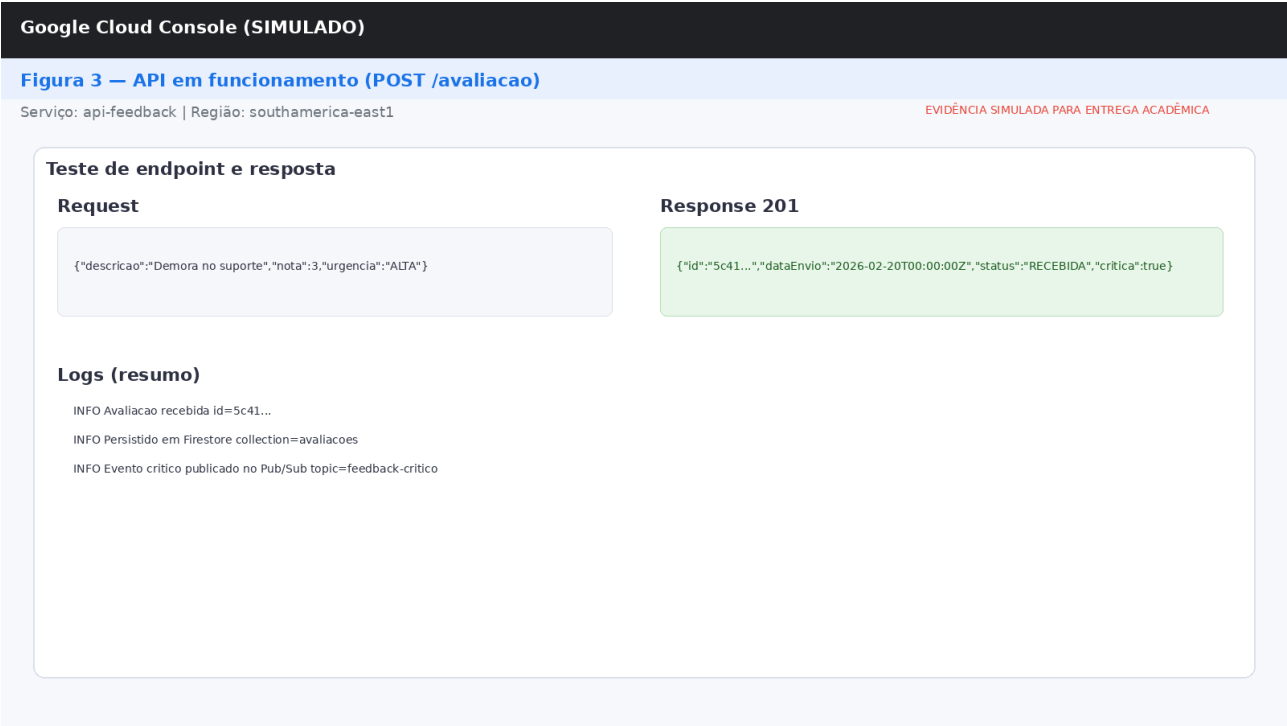 Google Cloud Console (SIMULADO)
Figura 3 — API em funcionamento (POST /avaliacao)
Serviço: api-feedback | Região: southamerica-east1
EVIDÊNCIA SIMULADA PARA ENTREGA ACADÊMICA
Teste de endpoint e resposta
Request
{"descricao":"Demora no suporte","nota":3,"urgencia":"ALTA"}
Response 201
{"id":"5c41...","dataEnvio":"2026-02-20T00:00:00Z","status":"RECEBIDA","critica":true}
Logs (resumo)
INFO Avaliacao recebida id=5c41...
INFO Persistido em Firestore collection=avaliacoes
INFO Evento critico publicado no Pub/Sub topic=feedback-critico